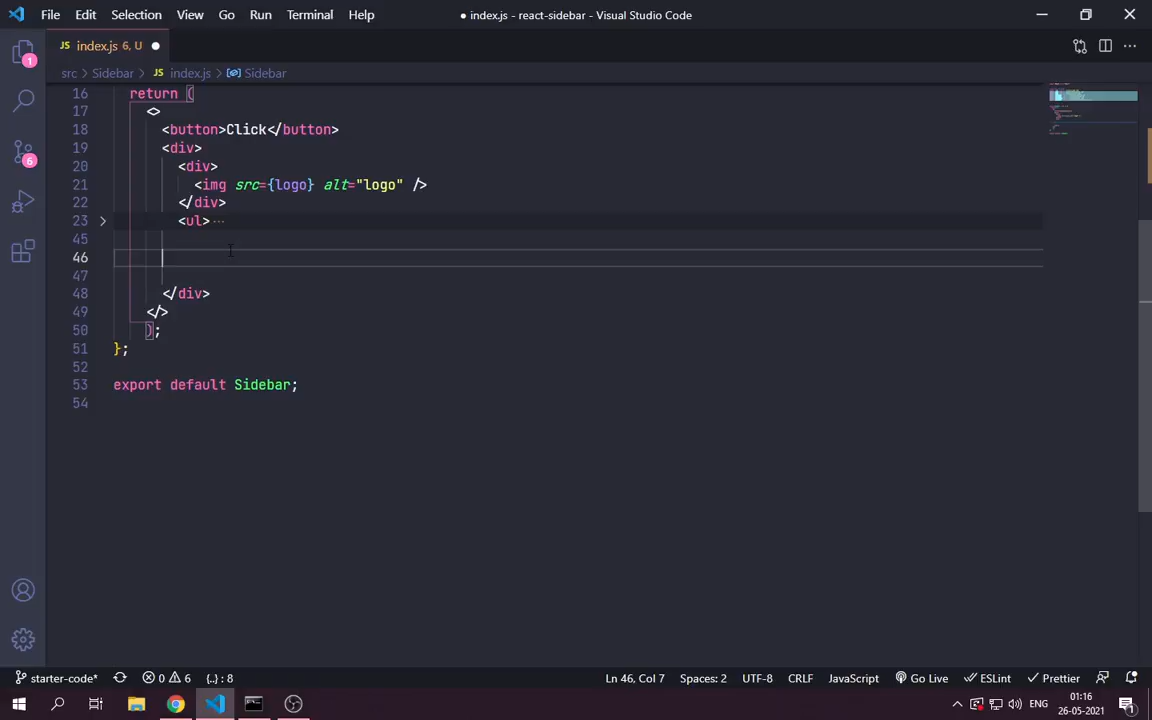 File Edit Selection View Go Run Terminal Help
● index.js - react-sidebar - Visual Studio Code
JS index.js 6, U ●
src > Sidebar > JS index.js > Sidebar
16 return (
17 <>
18 <button>Click</button>
19 <div>
20 <div>
21 <img src={logo} alt="logo" />
22 </div>
23 <ul>···
45
46
47
48 </div>
49 </>
50 );
51 };
52
53 export default Sidebar;
54
1
6
starter-code* 0 6 {..} : 8 Ln 46, Col 7 Spaces: 2 UTF-8 CRLF JavaScript Go Live ESLint Prettier
ENG 01:16
26-05-2021
1